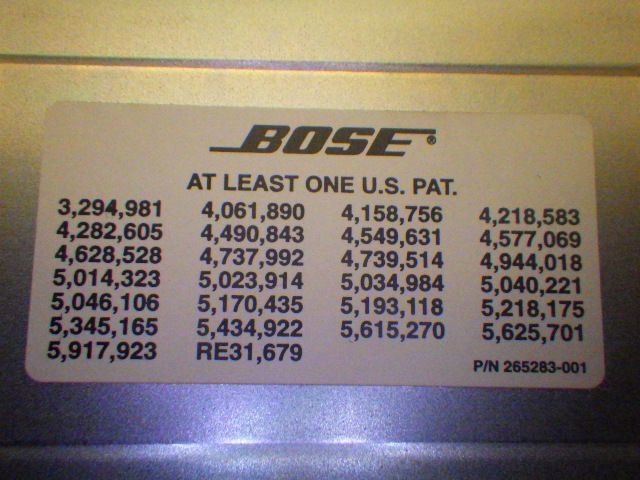 BOSE®
AT LEAST ONE U.S. PAT.
3,294,981 4,061,890 4,158,756 4,218,583
4,282,605 4,490,843 4,549,631 4,577,069
4,628,528 4,737,992 4,739,514 4,944,018
5,014,323 5,023,914 5,034,984 5,040,221
5,046,106 5,170,435 5,193,118 5,218,175
5,345,165 5,434,922 5,615,270 5,625,701
5,917,923 RE31,679
P/N 265283-001